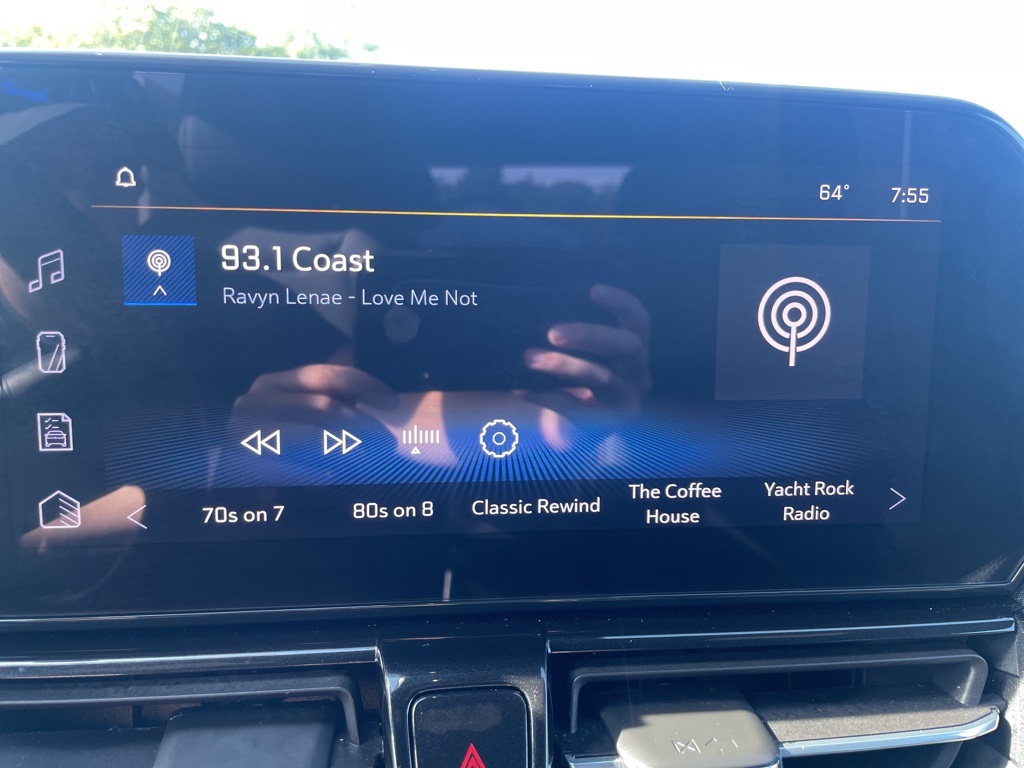 64° 7:55
93.1 Coast
Ravyn Lenae - Love Me Not
70s on 7 80s on 8 Classic Rewind The Coffee House Yacht Rock Radio